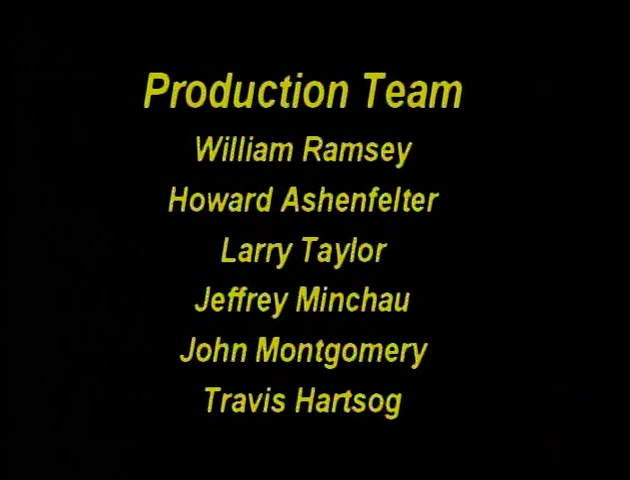 Production Team
William Ramsey
Howard Ashenfelter
Larry Taylor
Jeffrey Minchau
John Montgomery
Travis Hartsog